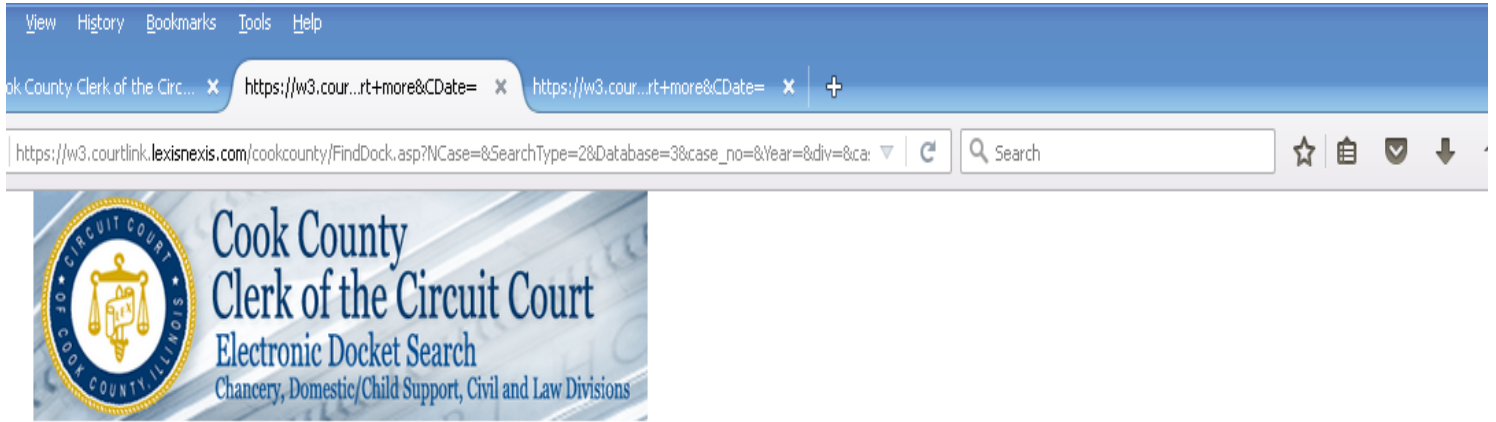 View History Bookmarks Tools Help
ok County Clerk of the Circ... https://w3.cour...rt+more&CDate= https://w3.cour...rt+more&CDate=
https://w3.courtlink.lexisnexis.com/cookcounty/FindDock.asp?NCase=&SearchType=2&Database=3&case_no=&Year=&div=&ca: Search
CIRCUIT COURT
OF COOK COUNTY, ILLINOIS
LEX
Cook County
Clerk of the Circuit Court
Electronic Docket Search
Chancery, Domestic/Child Support, Civil and Law Divisions